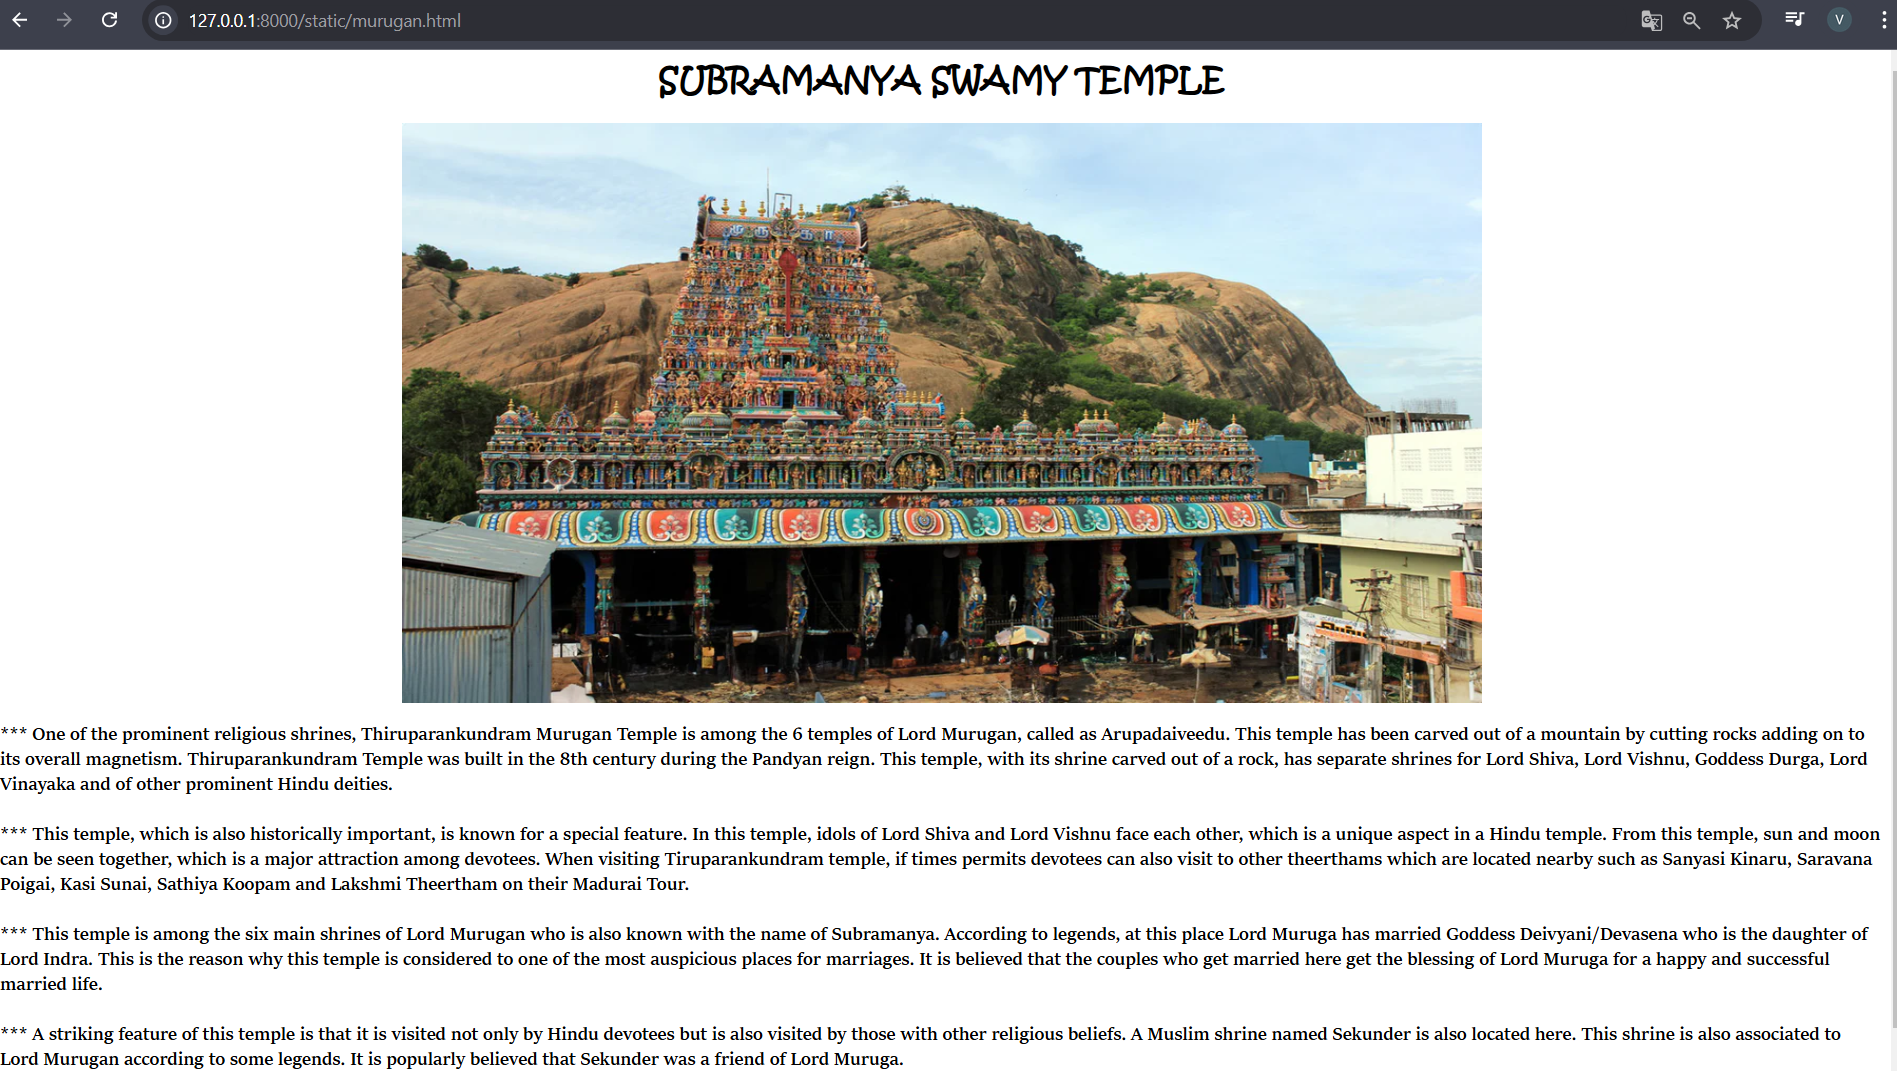 127.0.0.1:8000/static/murugan.html
V
SUBRAMANYA SWAMY TEMPLE
முருகா
*** One of the prominent religious shrines, Thiruparankundram Murugan Temple is among the 6 temples of Lord Murugan, called as Arupadaiveedu. This temple has been carved out of a mountain by cutting rocks adding on to
its overall magnetism. Thiruparankundram Temple was built in the 8th century during the Pandyan reign. This temple, with its shrine carved out of a rock, has separate shrines for Lord Shiva, Lord Vishnu, Goddess Durga, Lord
Vinayaka and of other prominent Hindu deities.
*** This temple, which is also historically important, is known for a special feature. In this temple, idols of Lord Shiva and Lord Vishnu face each other, which is a unique aspect in a Hindu temple. From this temple, sun and moon
can be seen together, which is a major attraction among devotees. When visiting Tiruparankundram temple, if times permits devotees can also visit to other theerthams which are located nearby such as Sanyasi Kinaru, Saravana
Poigai, Kasi Sunai, Sathiya Koopam and Lakshmi Theertham on their Madurai Tour.
*** This temple is among the six main shrines of Lord Murugan who is also known with the name of Subramanya. According to legends, at this place Lord Muruga has married Goddess Deivyani/Devasena who is the daughter of
Lord Indra. This is the reason why this temple is considered to one of the most auspicious places for marriages. It is believed that the couples who get married here get the blessing of Lord Muruga for a happy and successful
married life.
*** A striking feature of this temple is that it is visited not only by Hindu devotees but is also visited by those with other religious beliefs. A Muslim shrine named Sekunder is also located here. This shrine is also associated to
Lord Murugan according to some legends. It is popularly believed that Sekunder was a friend of Lord Muruga.